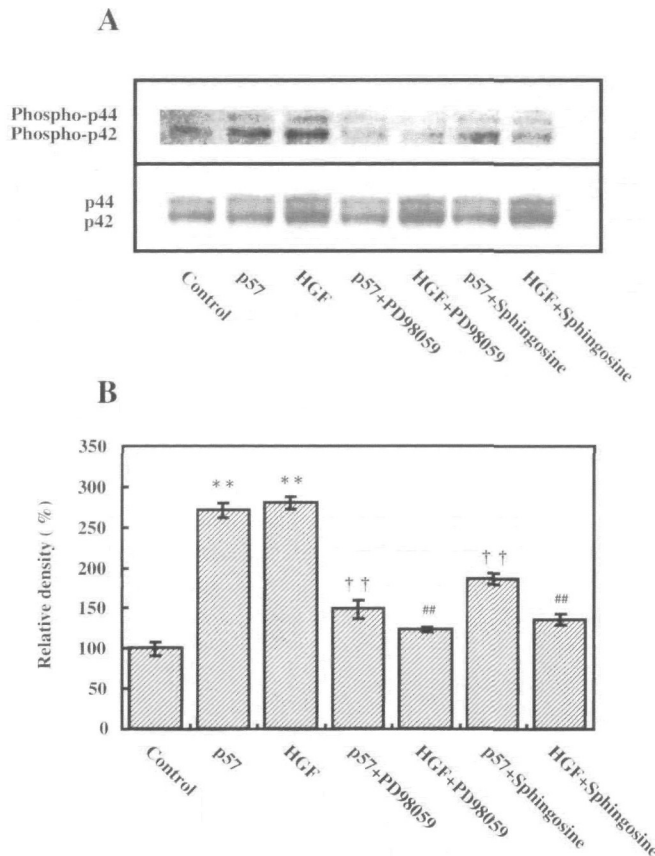 A
Phospho-p44
Phospho-p42
p44
p42
Control
p57
HGF
p57+PD98059
HGF+PD98059
p57+Sphingosine
HGF+Sphingosine
B
Relative density ( %)
350
300
250
200
150
100
50
0
* *
* *
† †
##
† †
##
Control
p57
HGF
p57+PD98059
HGF+PD98059
p57+Sphingosine
HGF+Sphingosine